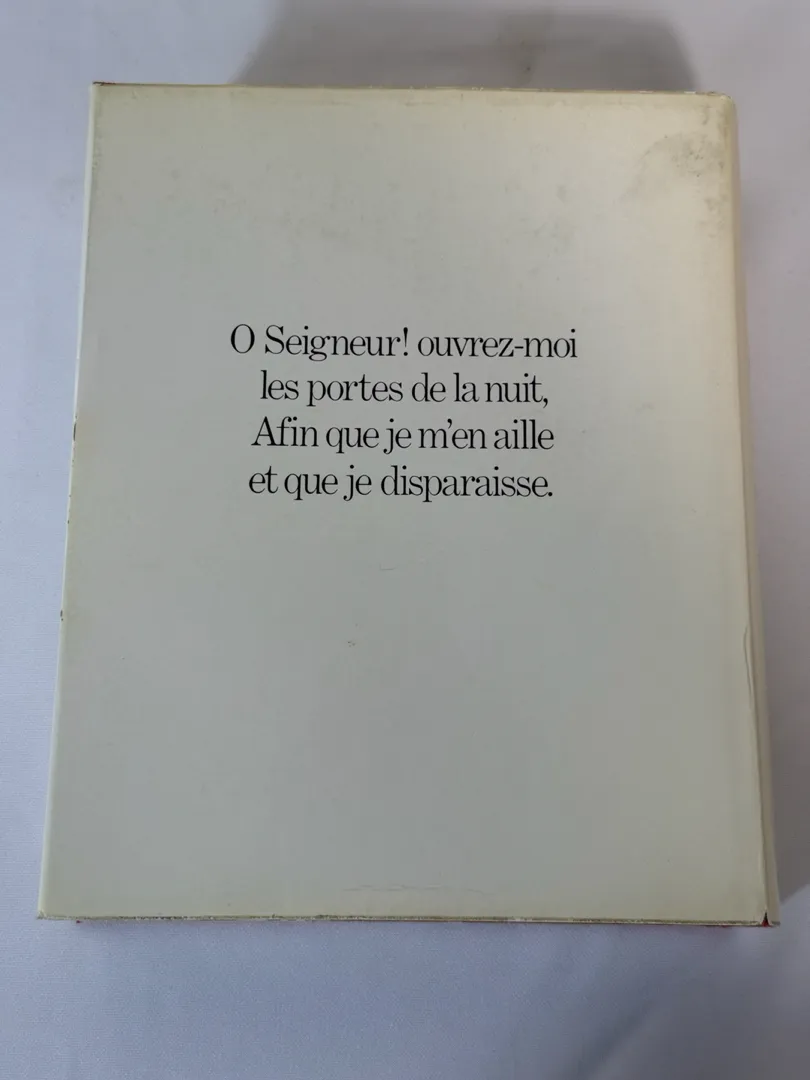 O Seigneur! ouvrez-moi
les portes de la nuit,
Afin que je m'en aille
et que je disparaisse.